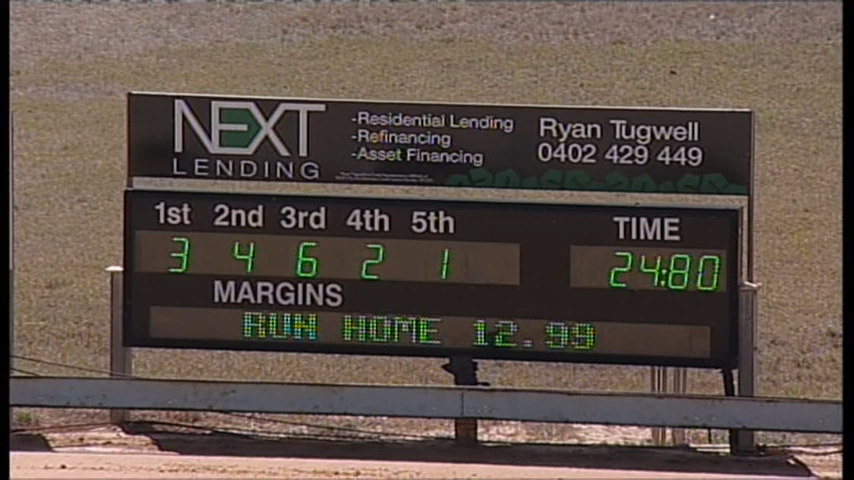 NEXT
LENDING
-Residential Lending
-Refinancing
-Asset Financing
Ryan Tugwell
0402 429 449
1st 2nd 3rd 4th 5th TIME
3 4 6 2 1 24:80
MARGINS
RUN HOME 12.99